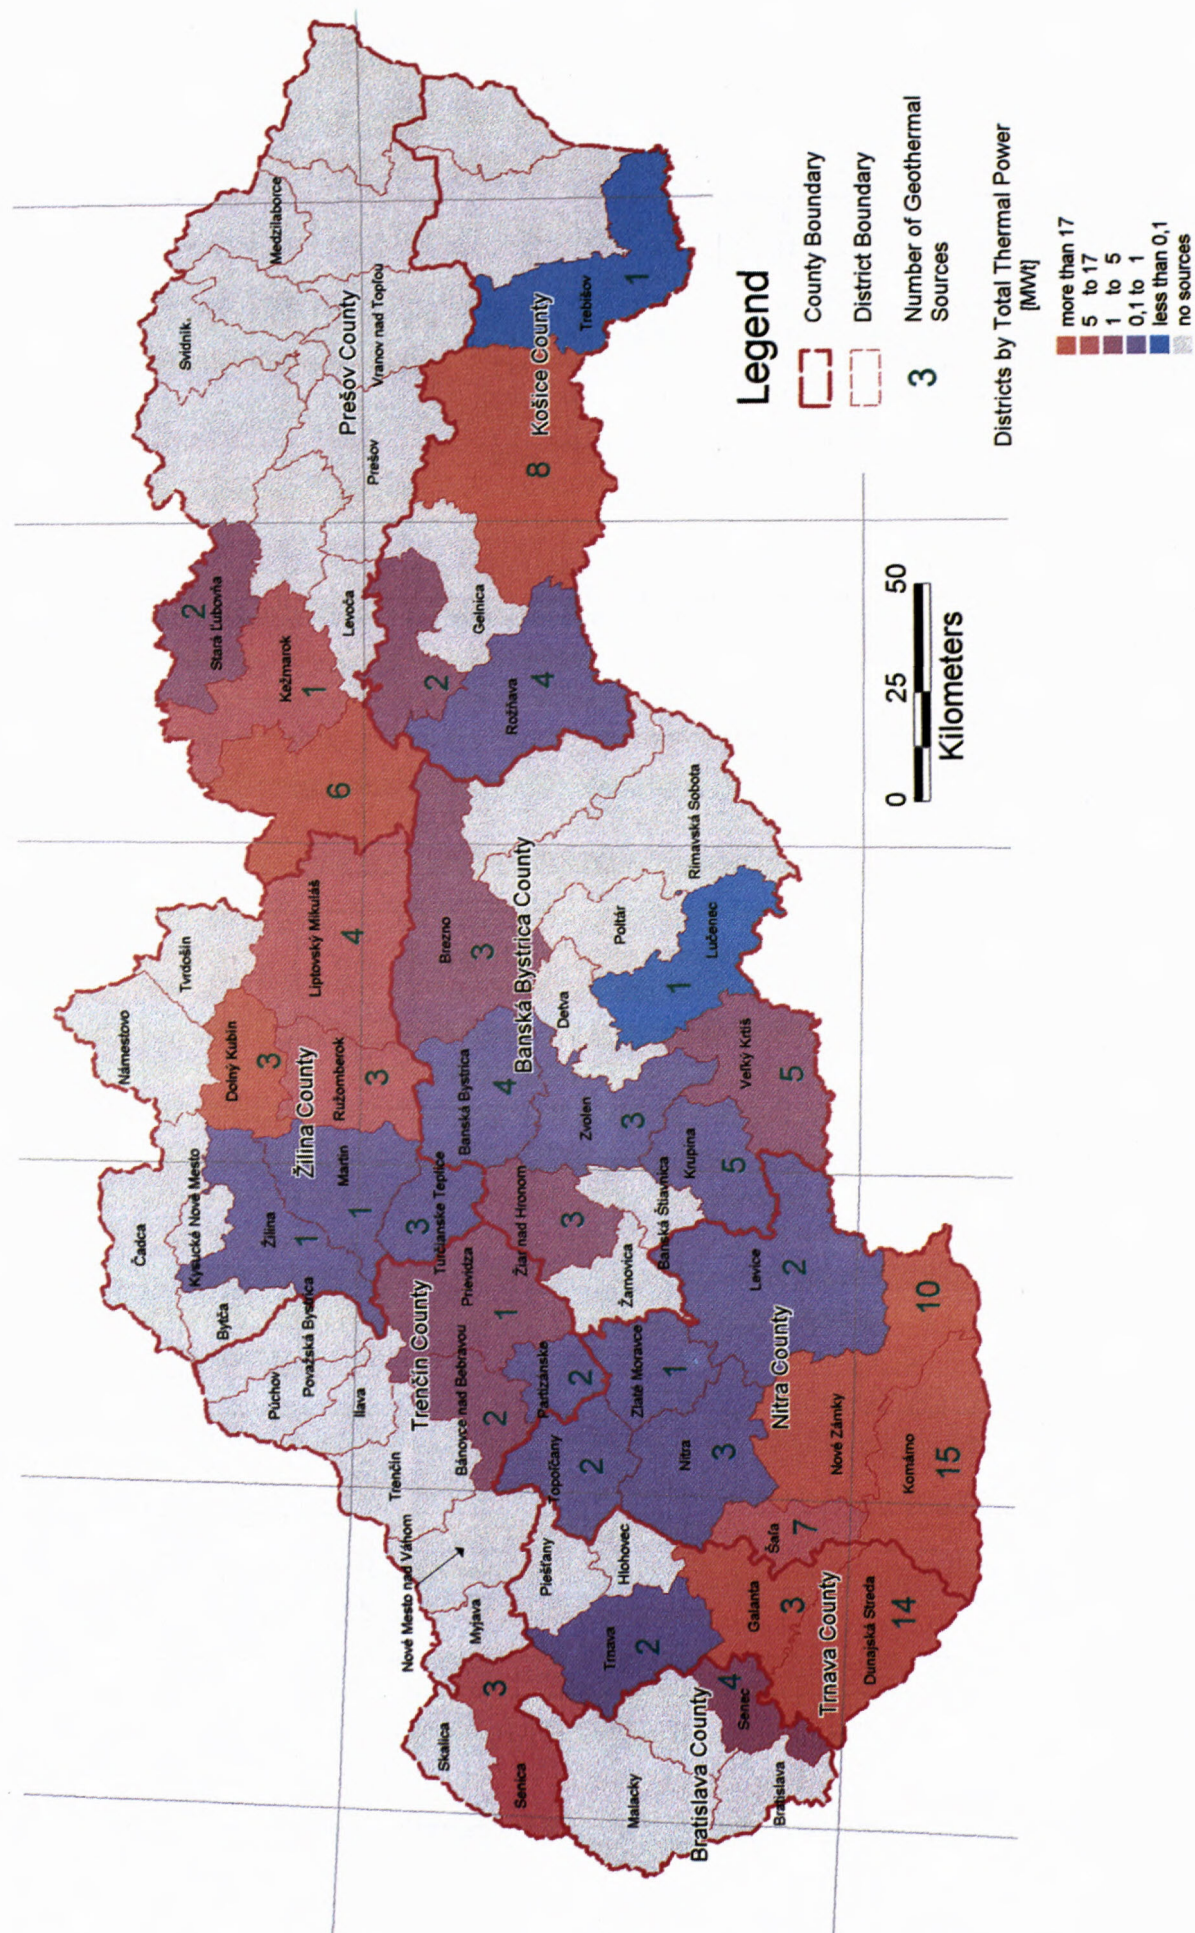 Námestovo
Čadca
Tvrdošín
Kysucké Nové Mesto
Dolný Kubín
3
Stará Ľubovňa
2
Svidník
Medzilaborce
Bytča
Žilina
1
Žilina County
Liptovský Mikuláš
4
Kežmarok
1
6
Levoča
Prešov County
Prešov
Vranov nad Topľou
Púchov
Považská Bystrica
Ilava
Martin
1
Ružomberok
3
Trenčín
Trenčín County
Turčianske Teplice
3
Prievidza
1
Bánovce nad Bebravou
2
Banská Bystrica
4
Brezno
3
2
Gelnica
Rožňava
4
8
Košice County
Trebišov
1
Nové Mesto nad Váhom
Myjava
Skalica
3
Senica
Piešťany
Topoľčany
2
Partizánske
2
Žiar nad Hronom
3
Banská Bystrica County
Detva
Zvolen
3
Poltár
Rimavská Sobota
Hlohovec
Trnava
2
Nitra
3
Zlaté Moravce
1
Žarnovica
Banská Štiavnica
Krupina
5
Lučenec
1
Veľký Krtíš
5
Malacky
Bratislava County
Bratislava
Senec
4
Galanta
3
Šaľa
7
Nitra County
Levice
2
Nové Zámky
10
Trnava County
Dunajská Streda
14
Komárno
15
0 25 50
Kilometers
Legend
County Boundary
District Boundary
3 Number of Geothermal
Sources
Districts by Total Thermal Power
[MWt]
more than 17
5 to 17
1 to 5
0,1 to 1
less than 0,1
no sources